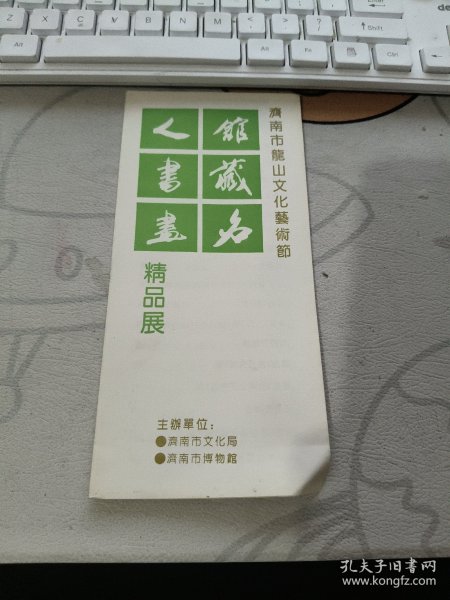 濟南市龍山文化藝術節
館藏名
人書畫
精品展
主辦單位：
●濟南市文化局
●濟南市博物館
孔夫子旧书网
www.kongfz.com